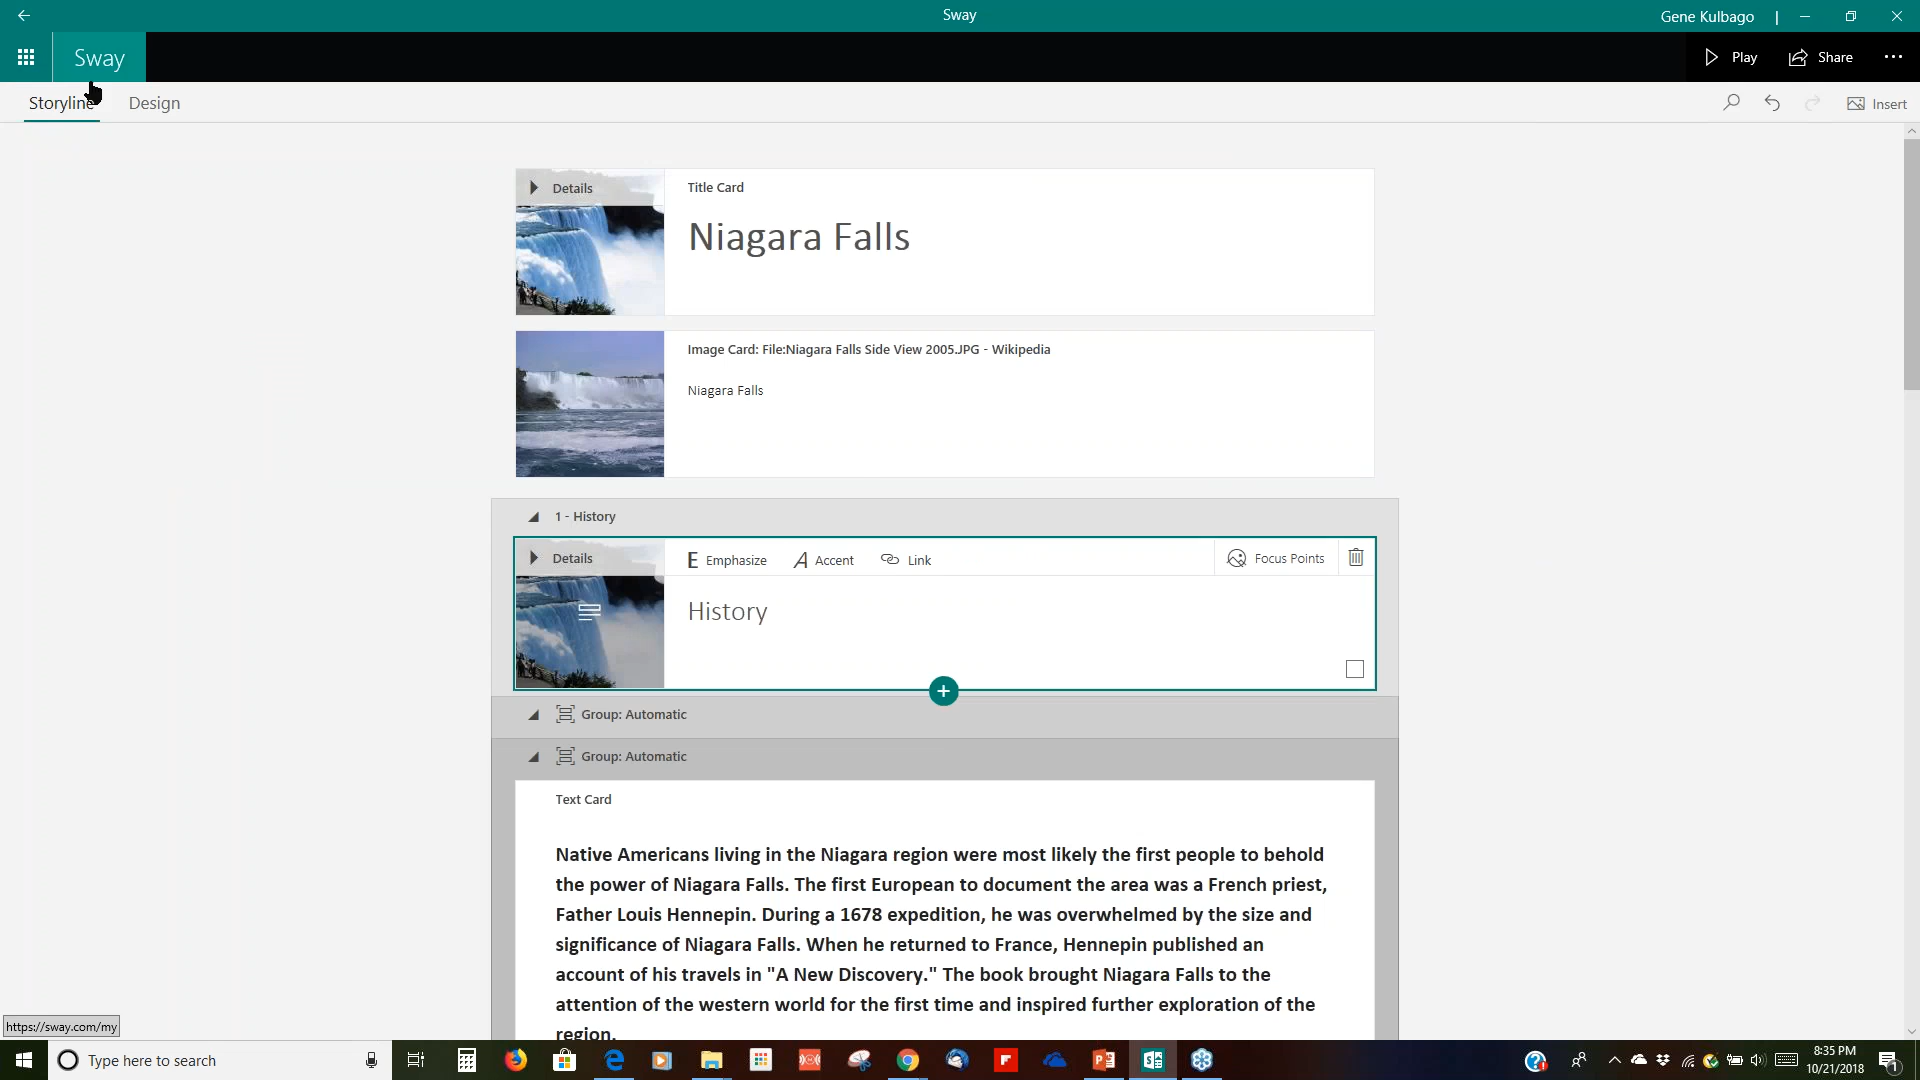 Sway
Gene Kulbago
Sway
Play
Share
Storyline
Design
Insert
Details
Title Card
Niagara Falls
Image Card: File:Niagara Falls Side View 2005.JPG - Wikipedia
Niagara Falls
1 - History
Details
E Emphasize
A Accent
Link
Focus Points
History
Group: Automatic
Group: Automatic
Text Card
Native Americans living in the Niagara region were most likely the first people to behold
the power of Niagara Falls. The first European to document the area was a French priest,
Father Louis Hennepin. During a 1678 expedition, he was overwhelmed by the size and
significance of Niagara Falls. When he returned to France, Hennepin published an
account of his travels in "A New Discovery." The book brought Niagara Falls to the
attention of the western world for the first time and inspired further exploration of the
region.
https://sway.com/my
Type here to search
8:35 PM
10/21/2018
1